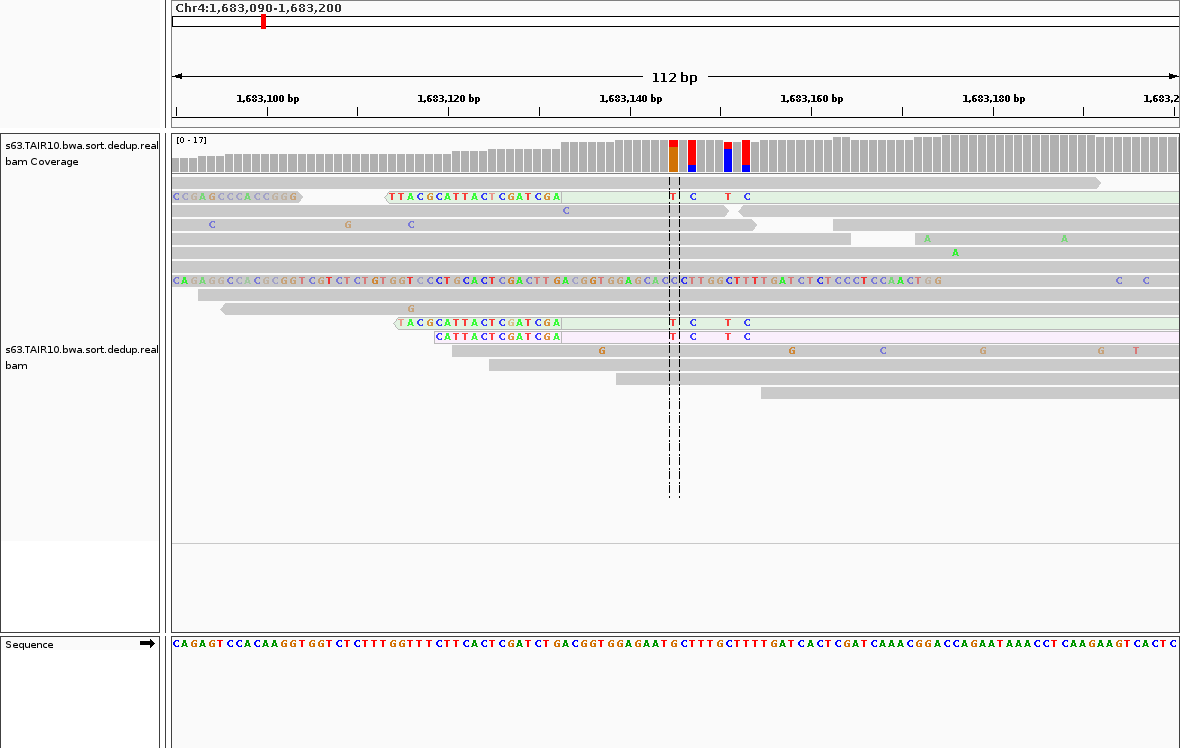 Chr4:1,683,090-1,683,200
112 bp
1,683,100 bp 1,683,120 bp 1,683,140 bp 1,683,160 bp 1,683,180 bp 1,683,2
s63.TAIR10.bwa.sort.dedup.real
bam Coverage
[0 - 17]
CCGAGCCCACCGGG TTACGCATTACTCGATCGA T C T C
C
C G C
A A
A
CAGAGGCCACGCGGTCGTCTCTGTGGTCCCTGCACTCGACTTGACGGTGGAGCACCCTTGGCTTTTGATCTCTCCCTCCAACTGG C C
G
TACGCATTACTCGATCGA T C T C
CATTACTCGATCGA T C T C
s63.TAIR10.bwa.sort.dedup.real
bam
G G C G G T
Sequence
CAGAGTCCACAAGGTGGTCTCTTTGGTTTCTTCACTCGATCTGACGGTGGAGAATGCTTTGCTTTTGATCACTCGATCAAACGGACCAGAATAAACCTCAAGAAGTCACTC